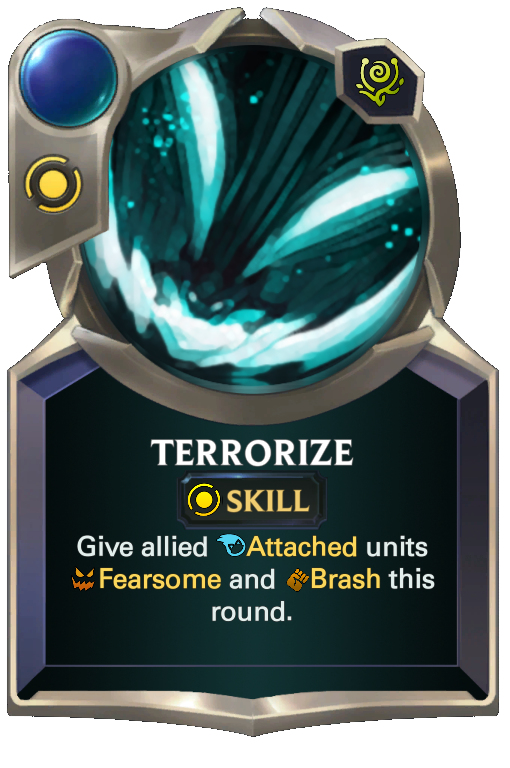 TERRORIZE
SKILL
Give allied Attached units
Fearsome and Brash this
round.